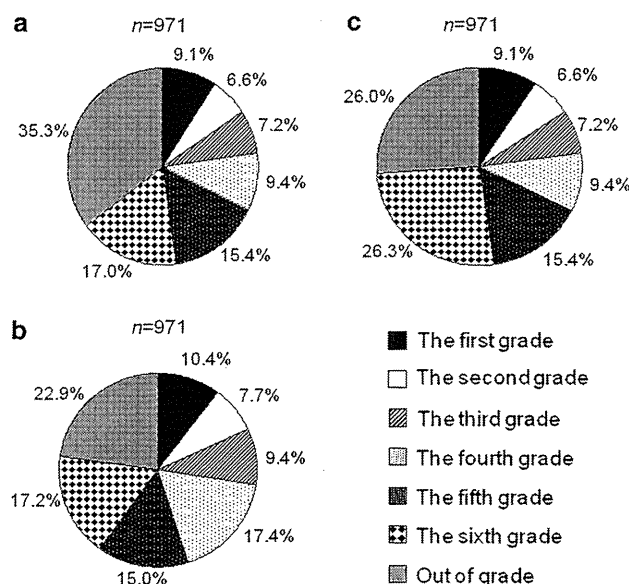 a
n=971
9.1%
6.6%
7.2%
9.4%
15.4%
17.0%
35.3%
c
n=971
9.1%
6.6%
7.2%
9.4%
15.4%
26.3%
26.0%
b
n=971
10.4%
7.7%
9.4%
17.4%
15.0%
17.2%
22.9%
The first grade
The second grade
The third grade
The fourth grade
The fifth grade
The sixth grade
Out of grade